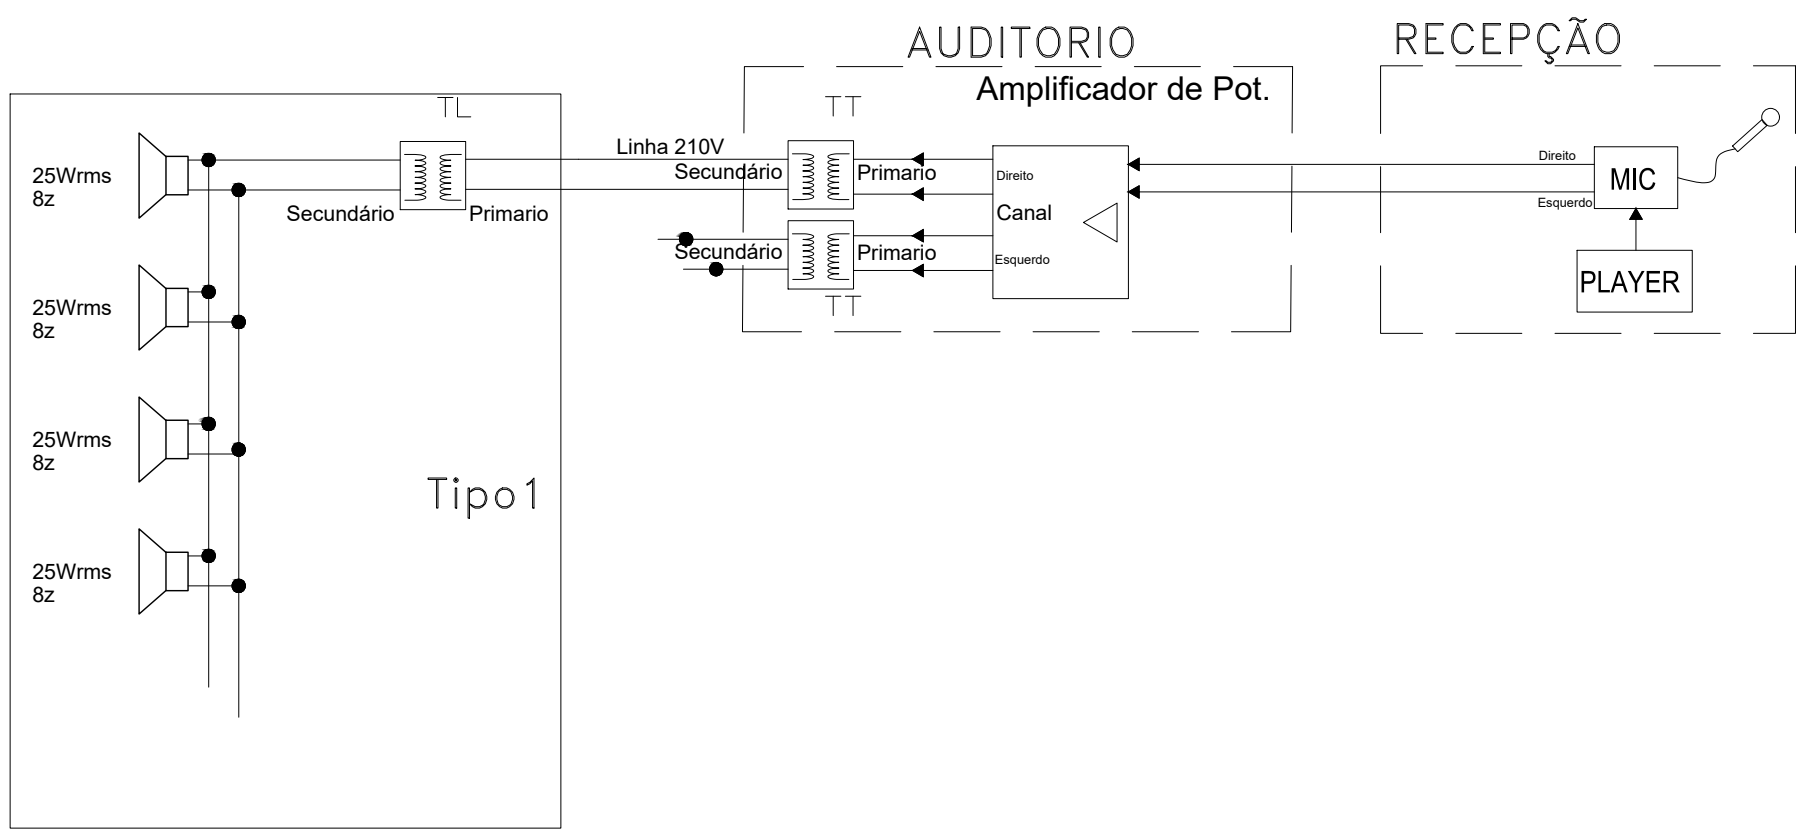 AUDITORIO
RECEPÇÃO
Amplificador de Pot.
TL
TT
Linha 210V
25Wrms
8z
Secundário
Primario
Secundário
Primario
Direito
Canal
Esquerdo
Direito
Esquerdo
MIC
PLAYER
Secundário
Primario
TT
25Wrms
8z
25Wrms
8z
Tipo1
25Wrms
8z